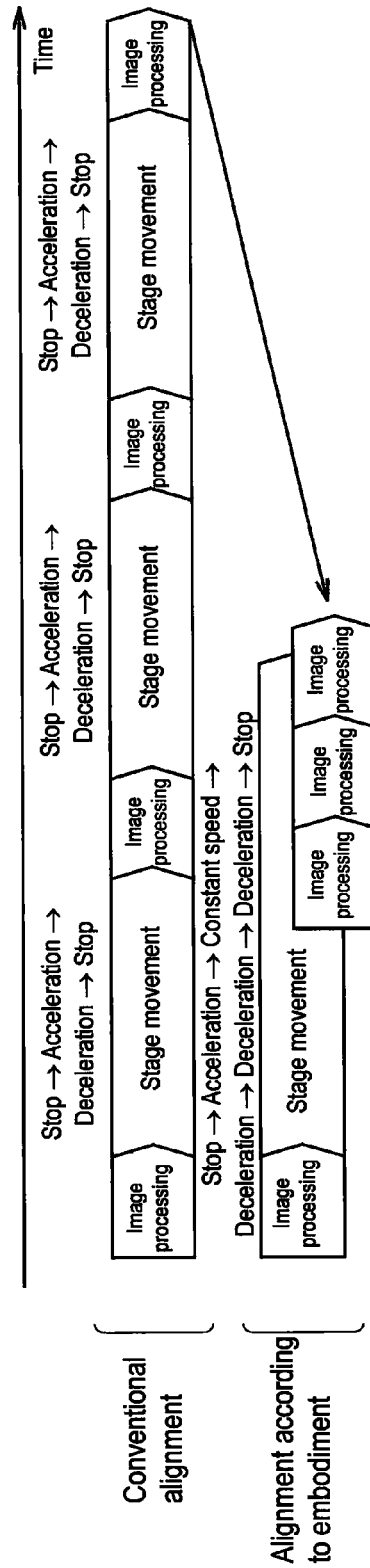 Time
Stop → Acceleration →
Deceleration → Stop
Stop → Acceleration →
Deceleration → Stop
Stop → Acceleration →
Deceleration → Stop
Conventional
alignment
Image
processing
Stage movement
Image
processing
Stage movement
Image
processing
Stage movement
Image
processing
Stop → Acceleration → Constant speed →
Deceleration → Deceleration → Deceleration → Stop
Alignment according
to embodiment
Image
processing
Stage movement
Image
processing
Image
processing
Image
processing